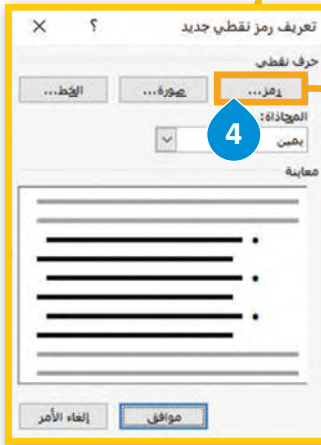 تعريف رمز نقطي جديد ؟ ×
حرف نقطي
رمز... صورة... الخط...
المحاذاة:
يمين
4
معاينة
موافق إلغاء الأمر